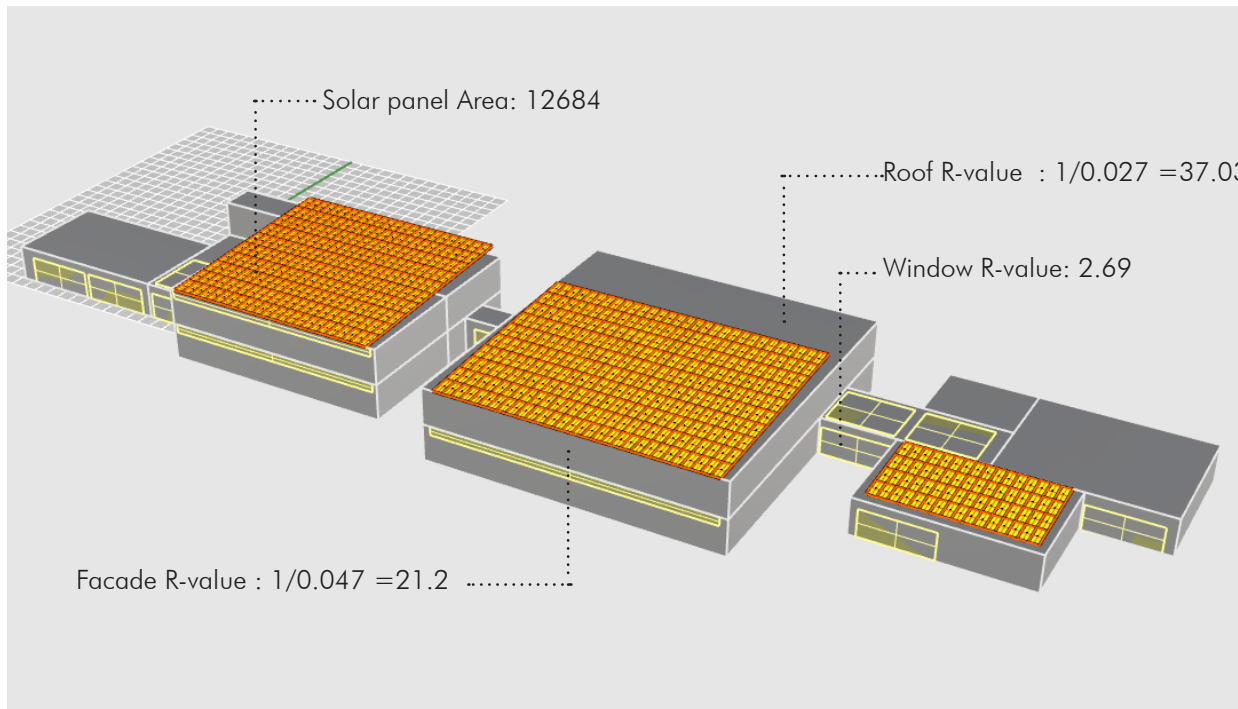 Solar panel Area: 12684
Roof R-value : 1/0.027 =37.03
Window R-value: 2.69
Facade R-value : 1/0.047 =21.2